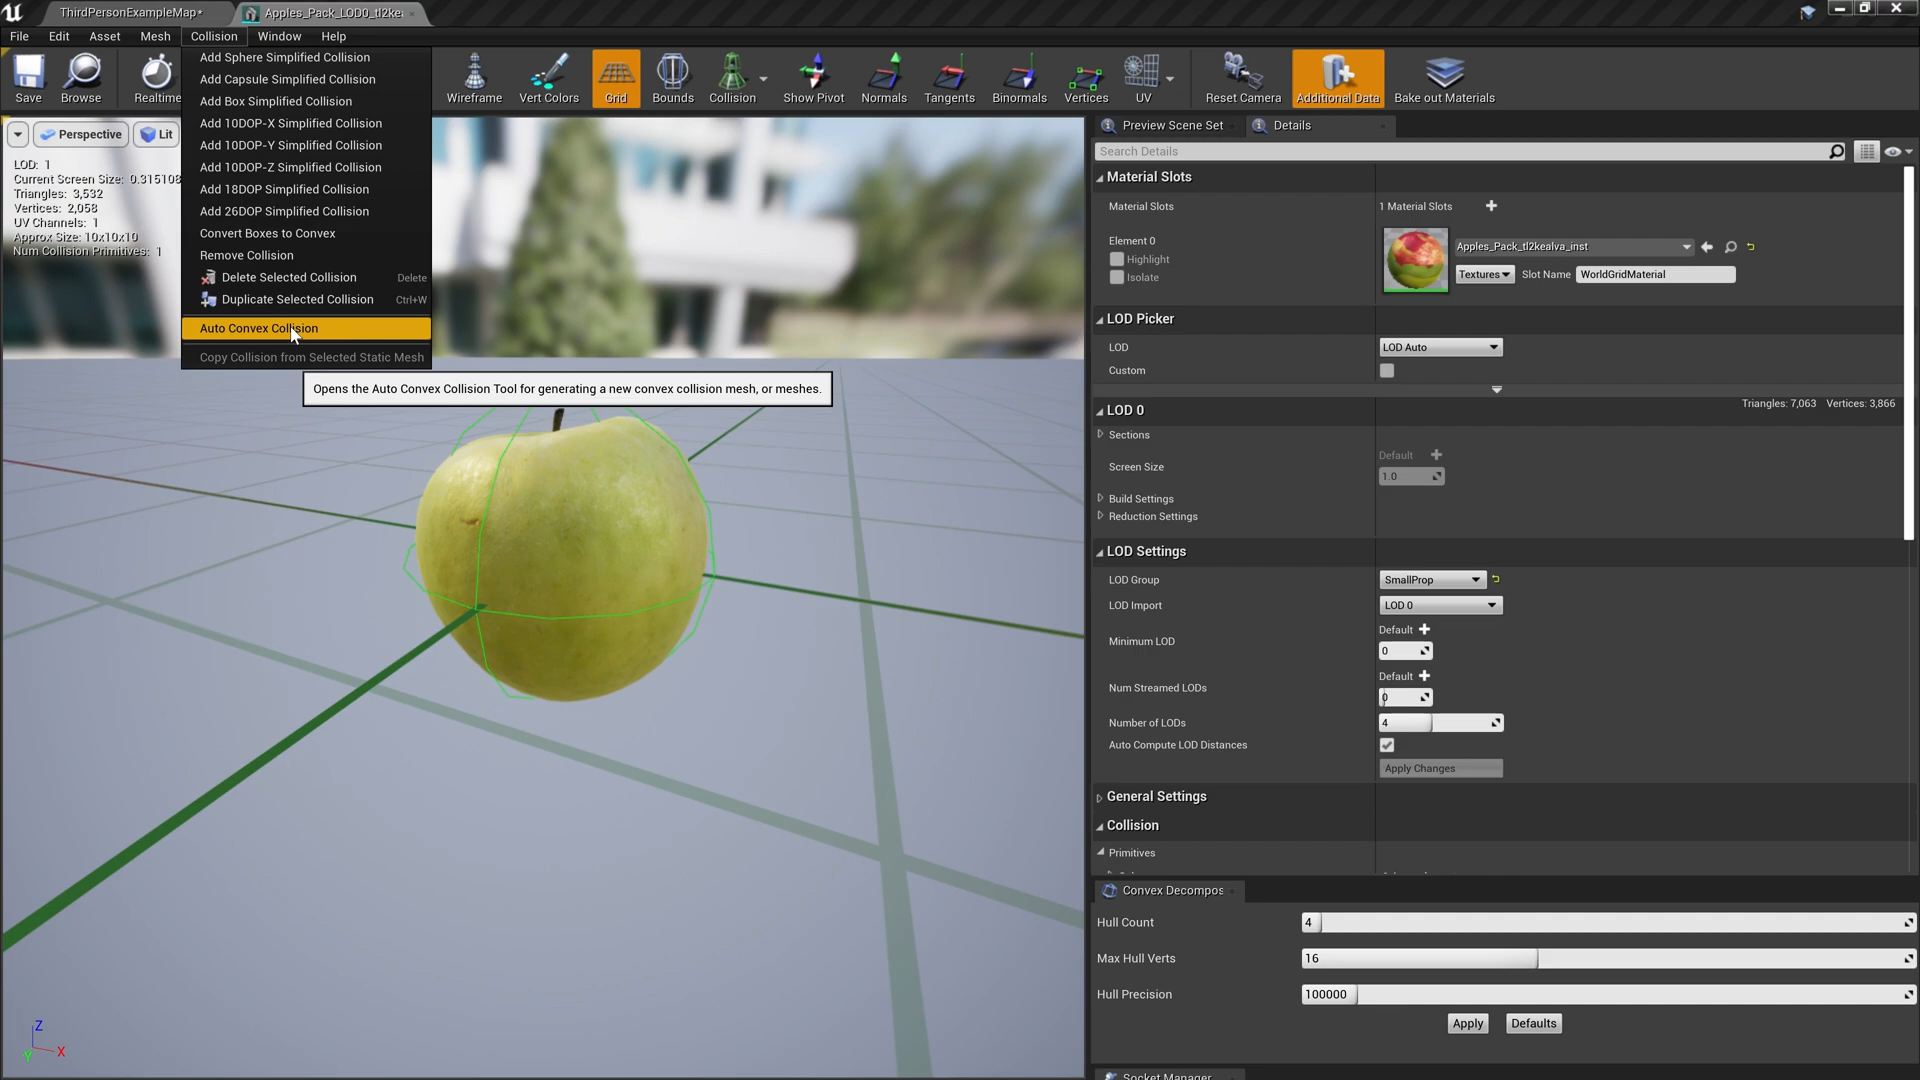 ThirdPersonExampleMap*
Apples_Pack_LOD0_tl2ke
File Edit Asset Mesh Collision Window Help
Save
Browse
Realtime
Wireframe
Vert Colors
Grid
Bounds
Collision
Show Pivot
Normals
Tangents
Binormals
Vertices
UV
Reset Camera
Additional Data
Bake out Materials
Add Sphere Simplified Collision
Add Capsule Simplified Collision
Add Box Simplified Collision
Add 10DOP-X Simplified Collision
Add 10DOP-Y Simplified Collision
Add 10DOP-Z Simplified Collision
Add 18DOP Simplified Collision
Add 26DOP Simplified Collision
Convert Boxes to Convex
Remove Collision
Delete Selected Collision Delete
Duplicate Selected Collision Ctrl+W
Auto Convex Collision
Copy Collision from Selected Static Mesh
Opens the Auto Convex Collision Tool for generating a new convex collision mesh, or meshes.
Perspective
Lit
LOD: 1
Current Screen Size: 0.315108
Triangles: 3,532
Vertices: 2,058
UV Channels: 1
Approx Size: 10x10x10
Num Collision Primitives: 1
Z
Y
X
Preview Scene Set
Details
Search Details
Material Slots
Material Slots 1 Material Slots
Element 0
Highlight
Isolate
Apples_Pack_tl2kealva_inst
Textures Slot Name WorldGridMaterial
LOD Picker
LOD LOD Auto
Custom
LOD 0
Triangles: 7,063 Vertices: 3,866
Sections
Screen Size Default
1.0
Build Settings
Reduction Settings
LOD Settings
LOD Group SmallProp
LOD Import LOD 0
Minimum LOD Default
0
Num Streamed LODs Default
0
Number of LODs 4
Auto Compute LOD Distances
Apply Changes
General Settings
Collision
Primitives
Convex Decompos
Hull Count 4
Max Hull Verts 16
Hull Precision 100000
Apply Defaults
Socket Manager